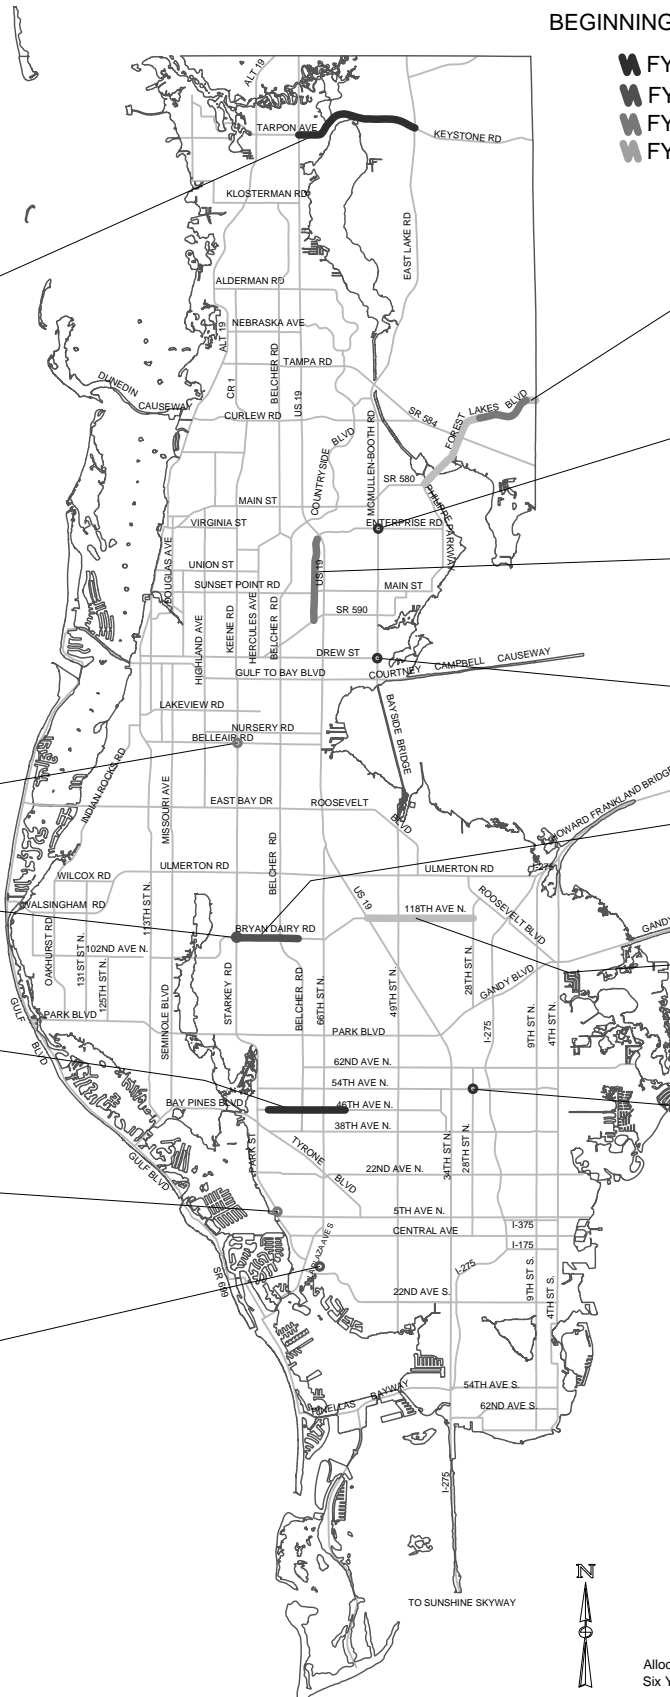 BEGINNING
FY
FY
FY
FY
ALT 19
TARPON AVE
KEYSTONE RD
KLOSTERMAN RD
EAST LAKE RD
ALDERMAN RD
ALT 19
NEBRASKA AVE
TAMPA RD
BELCHER RD
US 19
CR 1
DUNEDIN
CAUSEWAY
CURLEW RD
SR 584
FOREST
LAKES BLVD
COUNTRYSIDE
BLVD
MCMULLEN-BOOTH RD
SR 580
MAIN ST
VIRGINIA ST
ENTERPRISE RD
DOUGLAS AVE
UNION ST
US 19
SUNSET POINT RD
MAIN ST
SR 590
HIGHLAND AVE
KEENE RD
HERCULES AVE
BELCHER RD
DREW ST
GULF TO BAY BLVD
COURTNEY CAMPBELL CAUSEWAY
LAKEVIEW RD
BAYSIDE BRIDGE
NURSERY RD
BELLEAIR RD
INDIAN ROCKS RD
MISSOURI AVE
EAST BAY DR
ROOSEVELT
BLVD
HOWARD FRANKLAND BRIDGE
BELCHER RD
ULMERTON RD
ULMERTON RD
I-275
WILCOX RD
US 19
ROOSEVELT BLVD
WALSINGHAM RD
113TH ST N.
118TH AVE N.
BRYAN DAIRY RD
GANDY
OAKHURST RD
131ST ST N.
125TH ST N.
102ND AVE N.
STARKEY RD
BELCHER RD
66TH ST N.
49TH ST N.
28TH ST N.
GANDY BLVD
SEMINOLE BLVD
I-275
9TH ST N.
4TH ST N.
GULF
BLVD
PARK BLVD
PARK BLVD
62ND AVE N.
54TH AVE N.
BAY PINES BLVD
46TH AVE N.
38TH AVE N.
PARK ST
TYRONE
BLVD
34TH ST N.
28TH ST N.
GULF BLVD
22ND AVE N.
5TH AVE N.
I-375
CENTRAL AVE
I-175
SR 699
I-275
9TH ST S.
4TH ST S.
22ND AVE S.
54TH AVE S.
PINELLAS BAYWAY
62ND AVE S.
I-275
TO SUNSHINE SKYWAY
N
Alloc
Six Y